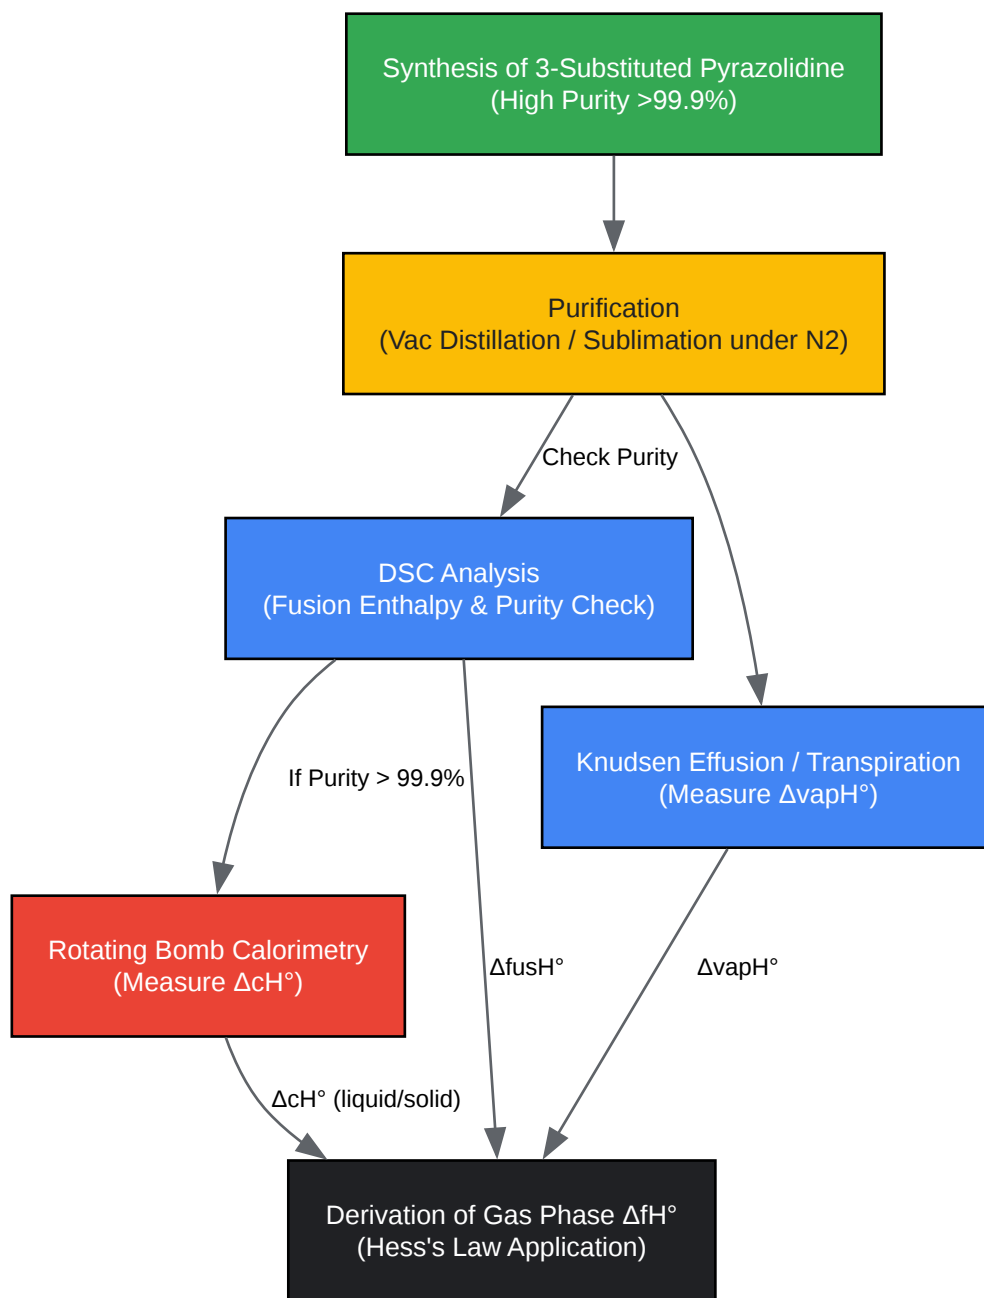 Synthesis of 3-Substituted Pyrazolidine
(High Purity >99.9%)
Purification
(Vac Distillation / Sublimation under N2)
Check Purity
DSC Analysis
(Fusion Enthalpy & Purity Check)
Knudsen Effusion / Transpiration
(Measure ΔvapH°)
If Purity > 99.9%
Rotating Bomb Calorimetry
(Measure ΔcH°)
ΔfusH°
ΔvapH°
ΔcH° (liquid/solid)
Derivation of Gas Phase ΔfH°
(Hess's Law Application)